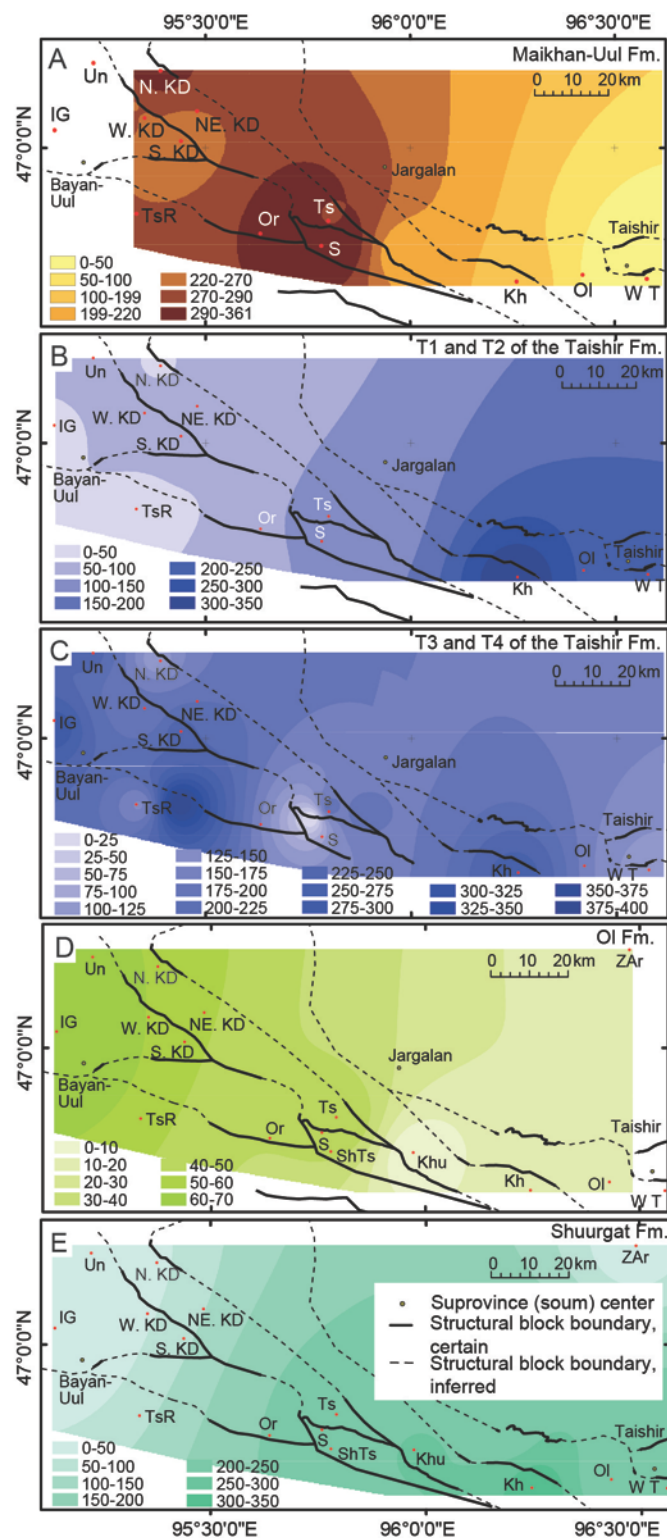 95°30'0"E 96°0'0"E 96°30'0"E
A
Maikhan-Uul Fm.
Un
N. KD
0 10 20 km
IG
W. KD
NE. KD
S. KD
47°0'0"N
Bayan-Uul
Jargalan
TsR
Or
Ts
S
Taishir
Kh
Ol
W T
0-50
50-100
100-199
199-220
220-270
270-290
290-361
B
T1 and T2 of the Taishir Fm.
Un
N. KD
0 10 20 km
W. KD
NE. KD
IG
S. KD
47°0'0"N
Bayan-Uul
Jargalan
TsR
Or
Ts
S
Taishir
Kh
Ol
W T
0-50
50-100
100-150
150-200
200-250
250-300
300-350
C
T3 and T4 of the Taishir Fm.
Un
N. KD
0 10 20 km
W. KD
NE. KD
IG
S. KD
47°0'0"N
Bayan-Uul
Jargalan
TsR
Or
Ts
S
Taishir
Kh
Ol
W T
0-25
25-50
50-75
75-100
100-125
125-150
150-175
175-200
200-225
225-250
250-275
275-300
300-325
325-350
350-375
375-400
D
Ol Fm.
Un
N. KD
0 10 20 km
ZAr
IG
W. KD
NE. KD
S. KD
47°0'0"N
Bayan-Uul
Jargalan
TsR
Or
Ts
S
ShTs
Khu
Taishir
Kh
Ol
W T
0-10
10-20
20-30
30-40
40-50
50-60
60-70
E
Shuurgat Fm.
Un
N. KD
0 10 20 km
ZAr
IG
W. KD
NE. KD
S. KD
47°0'0"N
Suprovince (soum) center
Structural block boundary,
certain
Structural block boundary,
inferred
Bayan-Uul
TsR
Or
Ts
S
ShTs
Khu
Taishir
Kh
Ol
W T
0-50
50-100
100-150
150-200
200-250
250-300
300-350
95°30'0"E 96°0'0"E 96°30'0"E